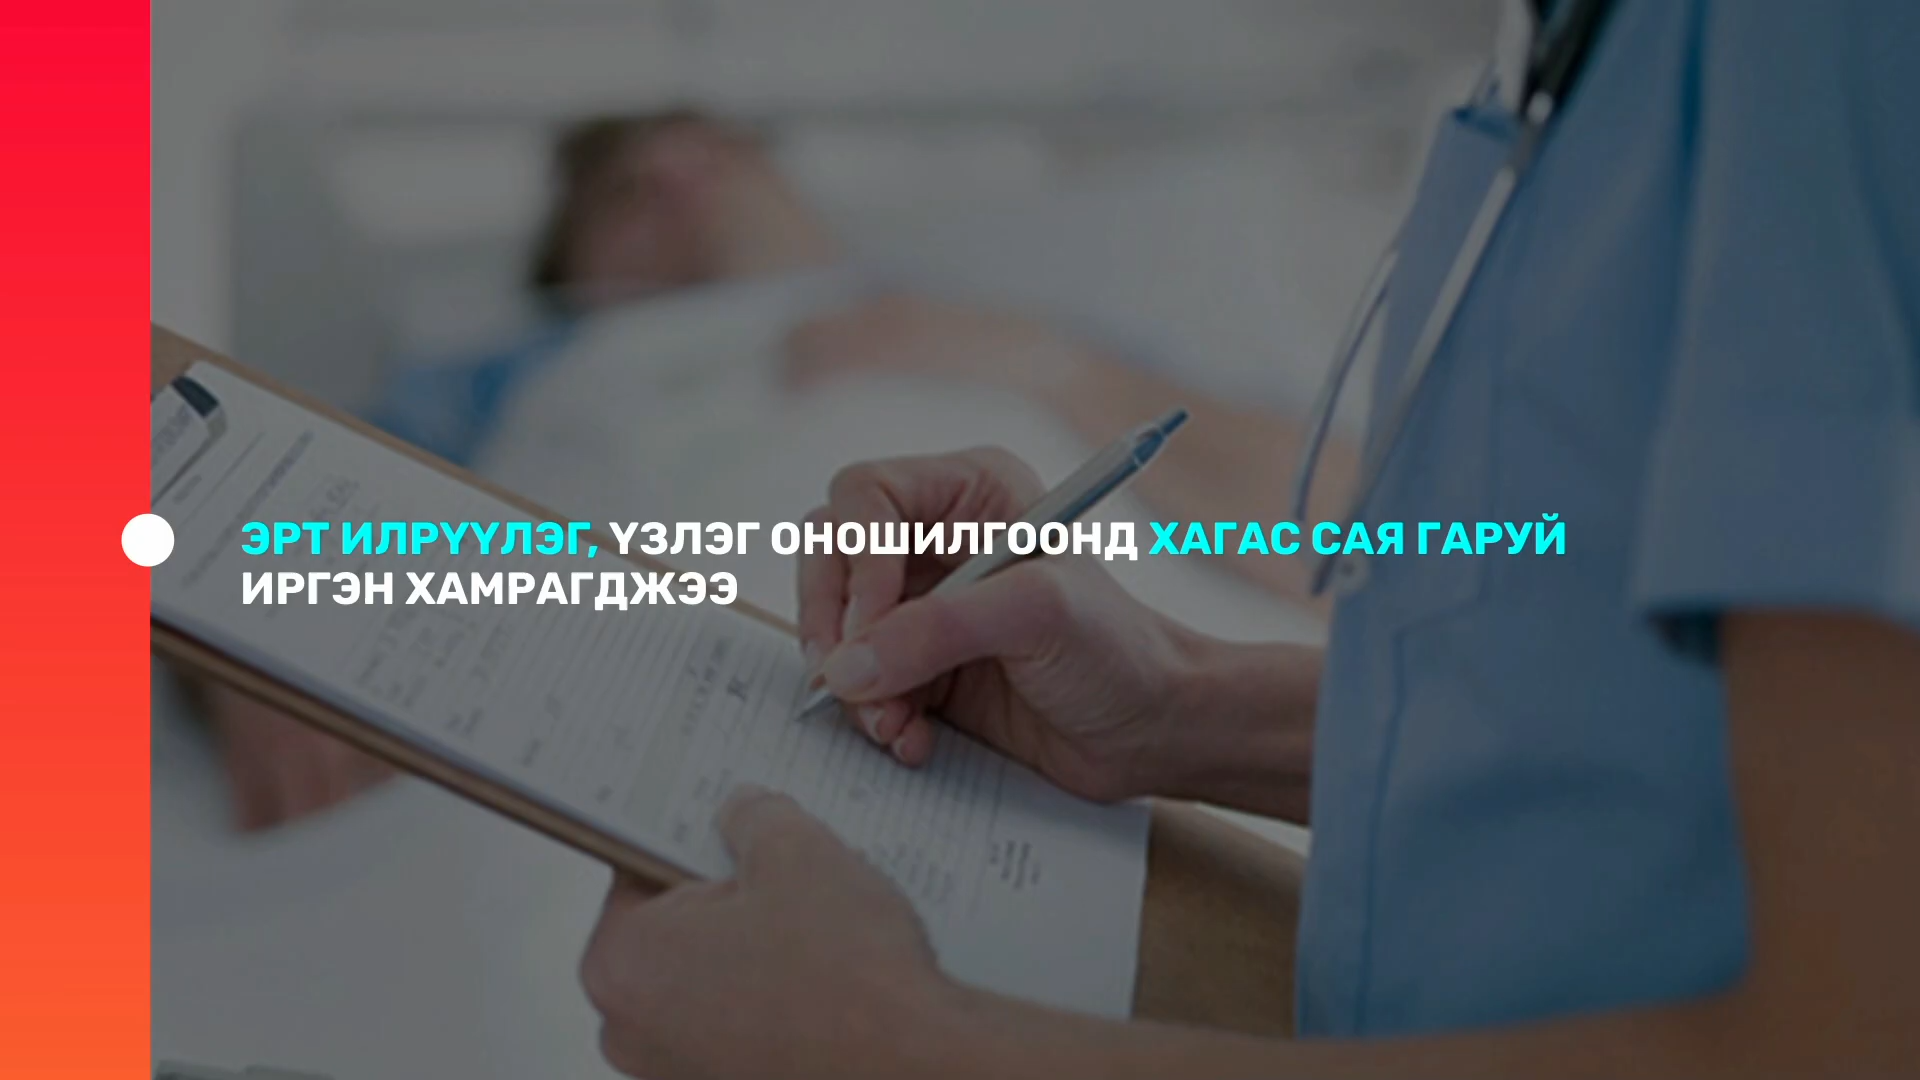 ЭРТ ИЛРҮҮЛЭГ, ҮЗЛЭГ ОНОШИЛГООНД ХАГАС САЯ ГАРУЙ
ИРГЭН ХАМРАГДЖЭЭ